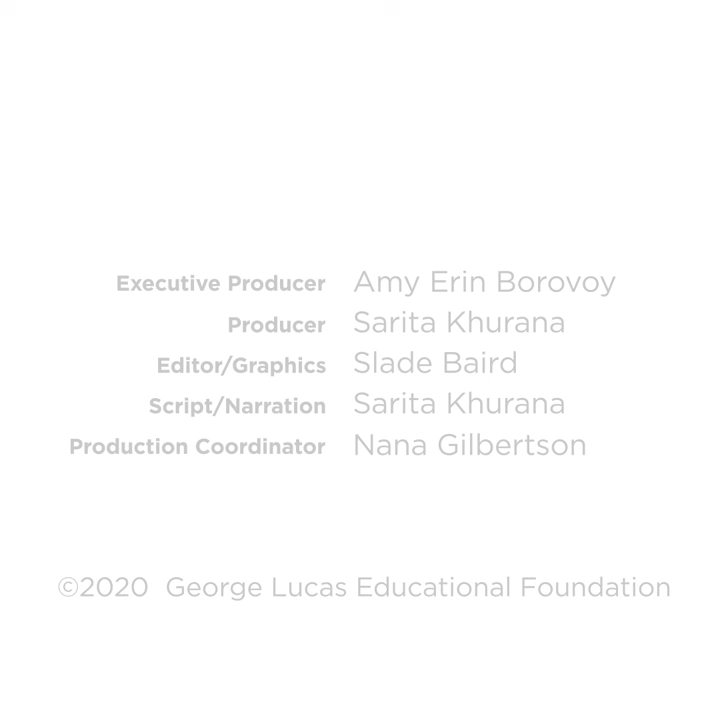 Executive Producer Amy Erin Borovoy
Producer Sarita Khurana
Editor/Graphics Slade Baird
Script/Narration Sarita Khurana
Production Coordinator Nana Gilbertson
©2020 George Lucas Educational Foundation